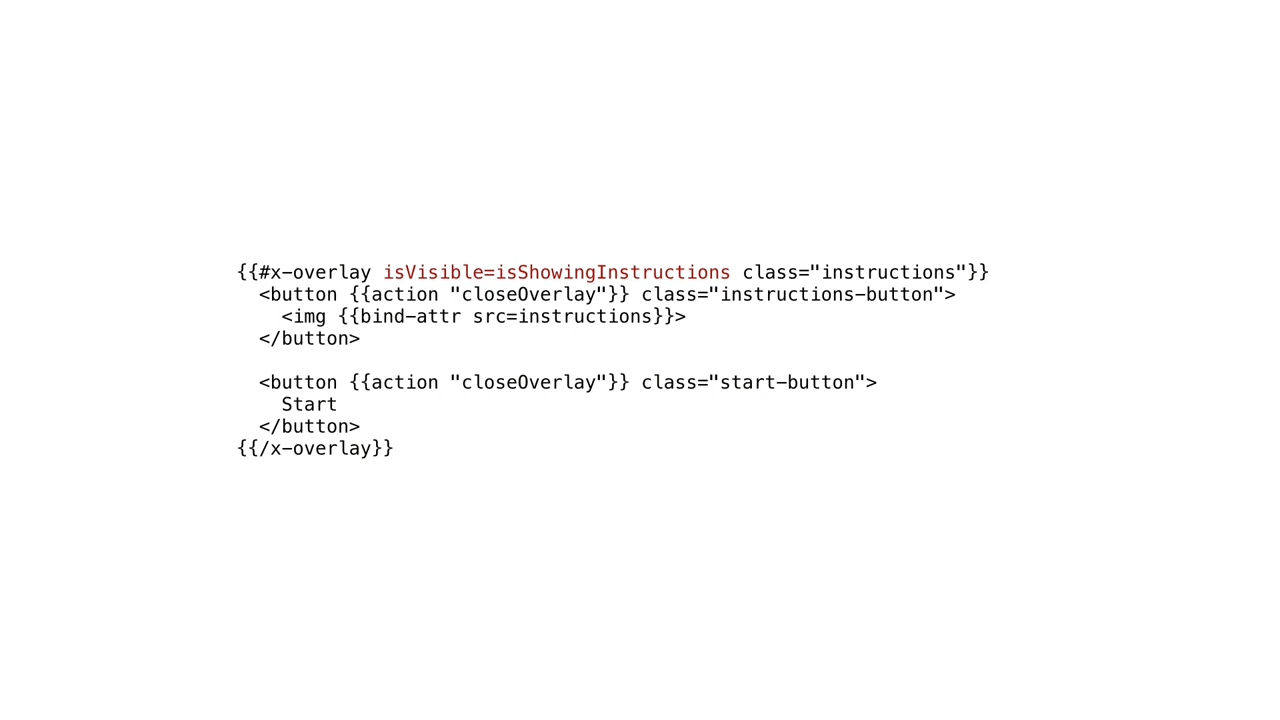 {{#x-overlay isVisible=isShowingInstructions class="instructions"}}
  <button {{action "closeOverlay"}} class="instructions-button">
    <img {{bind-attr src=instructions}}>
  </button>

  <button {{action "closeOverlay"}} class="start-button">
    Start
  </button>
{{/x-overlay}}